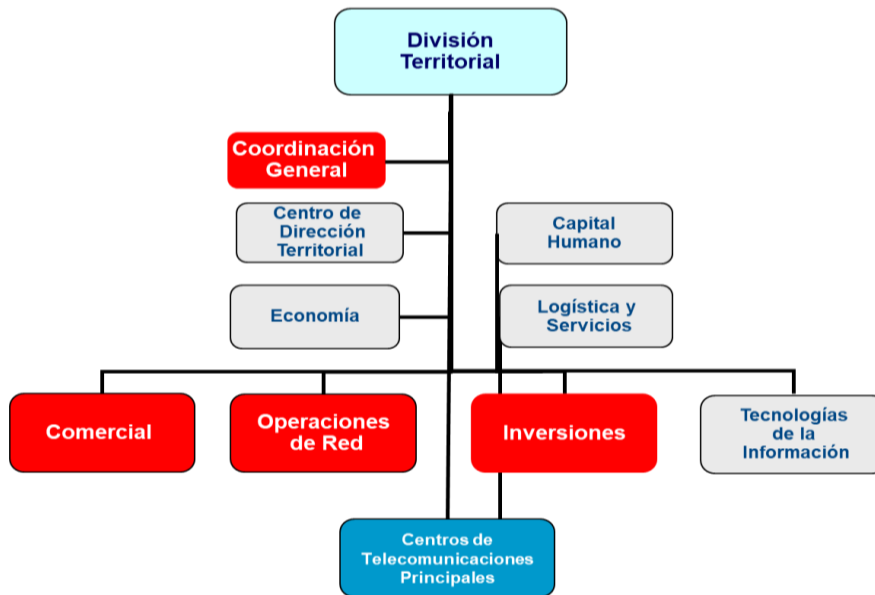 División
Territorial
Coordinación
General
Centro de
Dirección
Territorial
Capital
Humano
Economía
Logística y
Servicios
Comercial
Operaciones
de Red
Inversiones
Tecnologías
de la
Información
Centros de
Telecomunicaciones
Principales